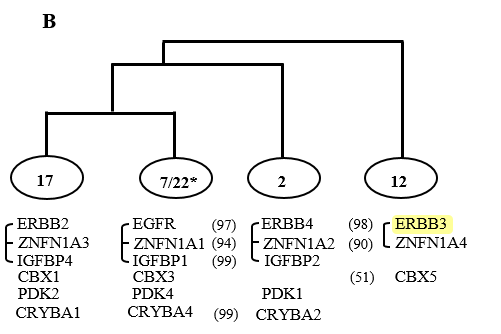 B
17 7/22* 2 12
ERBB2 EGFR (97) ERBB4 (98) ERBB3
ZNFN1A3 ZNFN1A1 (94) ZNFN1A2 (90) ZNFN1A4
IGFBP4 IGFBP1 (99) IGFBP2
CBX1 CBX3 (51) CBX5
PDK2 PDK4 PDK1
CRYBA1 CRYBA4 (99) CRYBA2